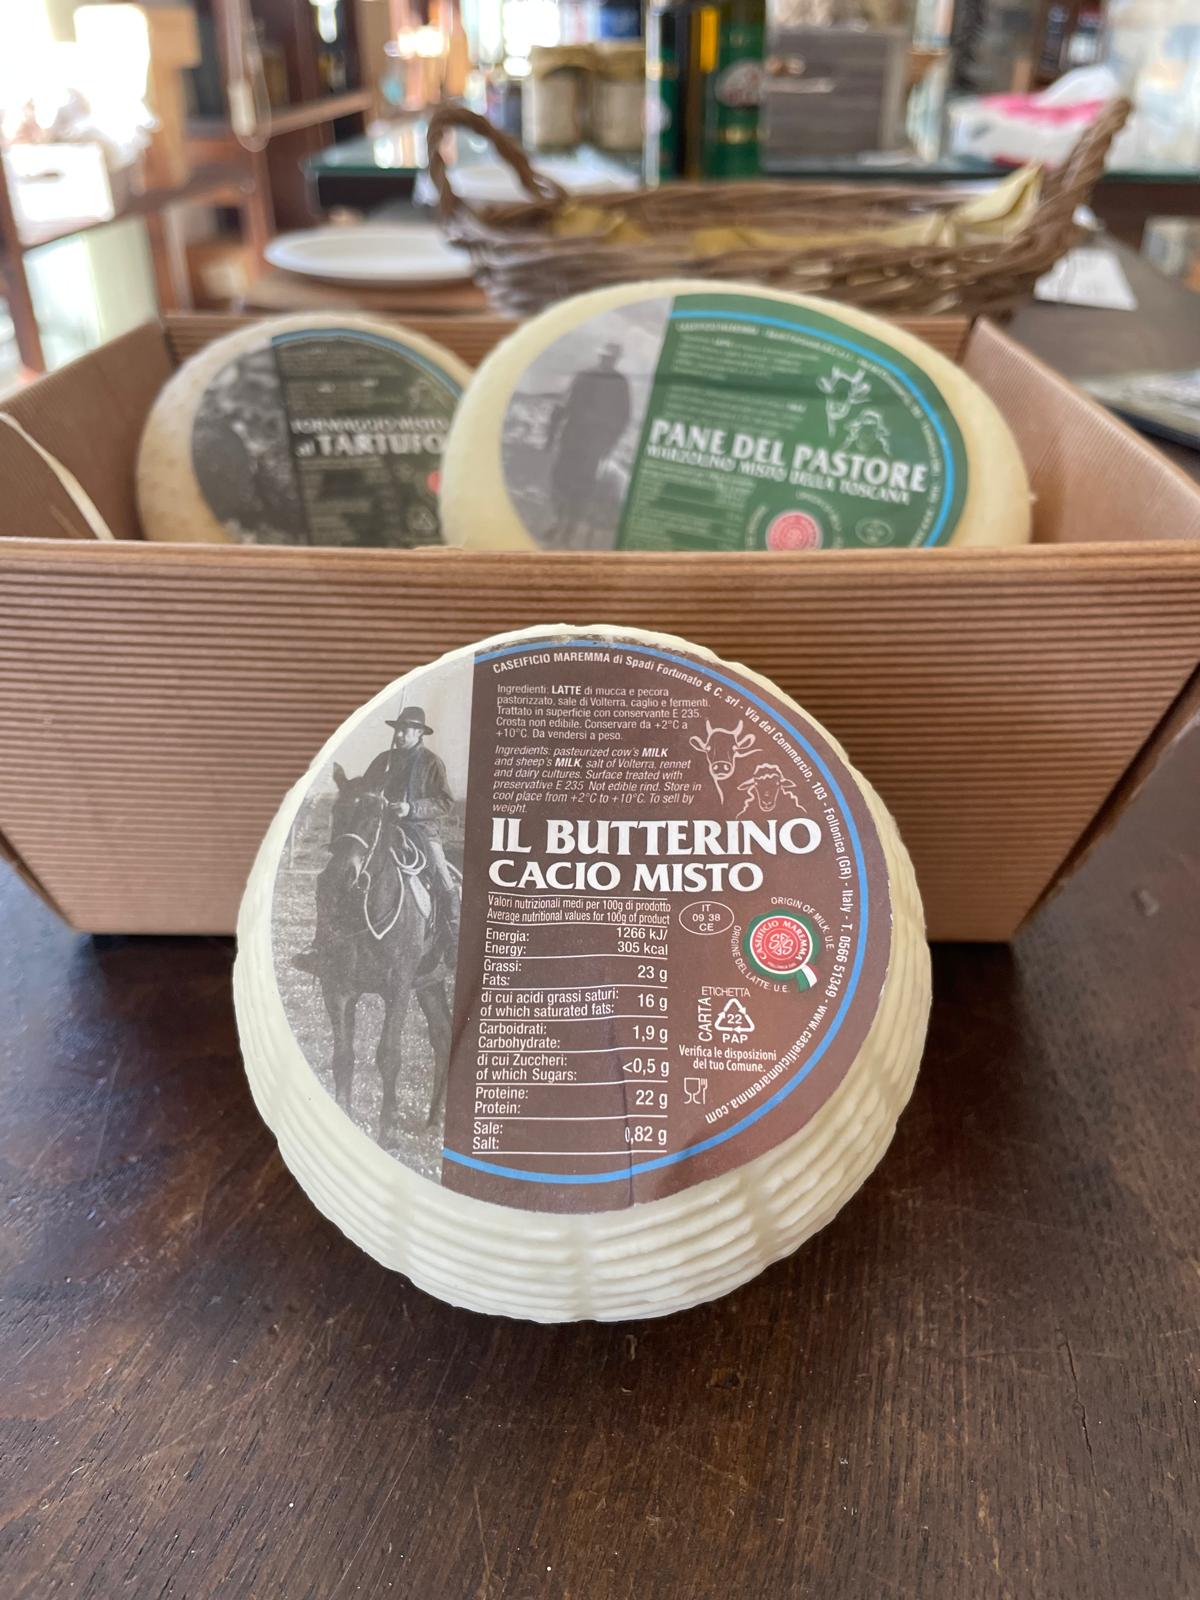 FORMAGGIO MISTO
al TARTUFO
PANE DEL PASTORE
MARZOLINO MISTO DELLA TOSCANA
CASEIFICIO MAREMMA di Spadi Fortunato & C. srl - Via del Commercio, 103 - Follonica (GR) - Italy - T. 0566 51349 - www.caseificiomaremma.com
Ingredienti: LATTE di mucca e pecora
pastorizzato, sale di Volterra, caglio e fermenti.
Trattato in superficie con conservante E 235.
Crosta non edibile. Conservare da +2°C a
+10°C. Da vendersi a peso.
Ingredients: pasteurized cow's MILK
and sheep's MILK, salt of Volterra, rennet
and dairy cultures. Surface treated with
preservative E 235 Not edible rind. Store in
cool place from +2°C to +10°C. To sell by
weight.
IL BUTTERINO
CACIO MISTO
Valori nutrizionali medi per 100g di prodotto
Average nutritional values for 100g of product
Energia: 1266 kJ/
Energy: 305 kcal
Grassi: 23 g
Fats:
di cui acidi grassi saturi: 16 g
of which saturated fats:
Carboidrati: 1,9 g
Carbohydrate:
di cui Zuccheri: <0,5 g
of which Sugars:
Proteine: 22 g
Protein:
Sale: 0,82 g
Salt:
IT
09 38
CE
ORIGIN OF MILK: U.E.
ORIGINE DEL LATTE: U.E.
CASEIFICIO MAREMMA
ETICHETTA
CARTA
22
PAP
Verifica le disposizioni
del tuo Comune.